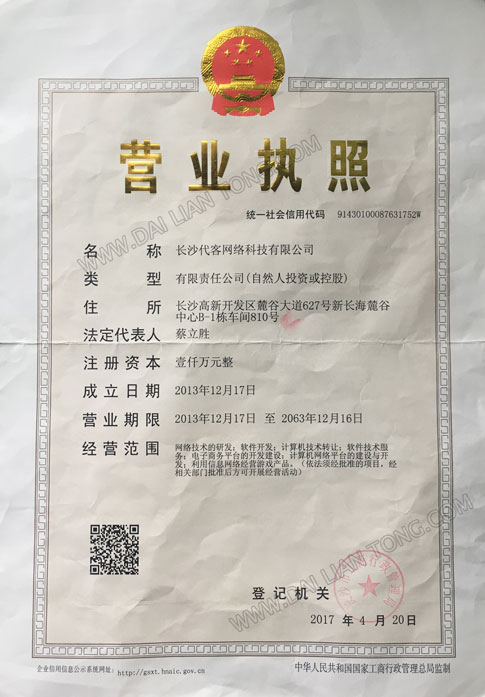 营业执照
统一社会信用代码 91430100087631752W
名称 长沙代客网络科技有限公司
类型 有限责任公司(自然人投资或控股)
住所 长沙高新开发区麓谷大道627号新长海麓谷
中心B-1栋车间810号
法定代表人 蔡立胜
注册资本 壹仟万元整
成立日期 2013年12月17日
营业期限 2013年12月17日 至 2063年12月16日
经营范围 网络技术的研发；软件开发；计算机技术转让；软件技术服
务；电子商务平台的开发建设；计算机网络平台的建设与开
发；利用信息网络经营游戏产品。（依法须经批准的项目，经
相关部门批准后方可开展经营活动）
登记机关
2017 年 4 月 20日
企业信用信息公示系统网址：http://gsxt.hnaic.gov.cn
中华人民共和国国家工商行政管理总局监制
WWW.DAILIANTONG.COM
WWW.DAILIANTONG.COM
WWW.DAILIANTONG.COM